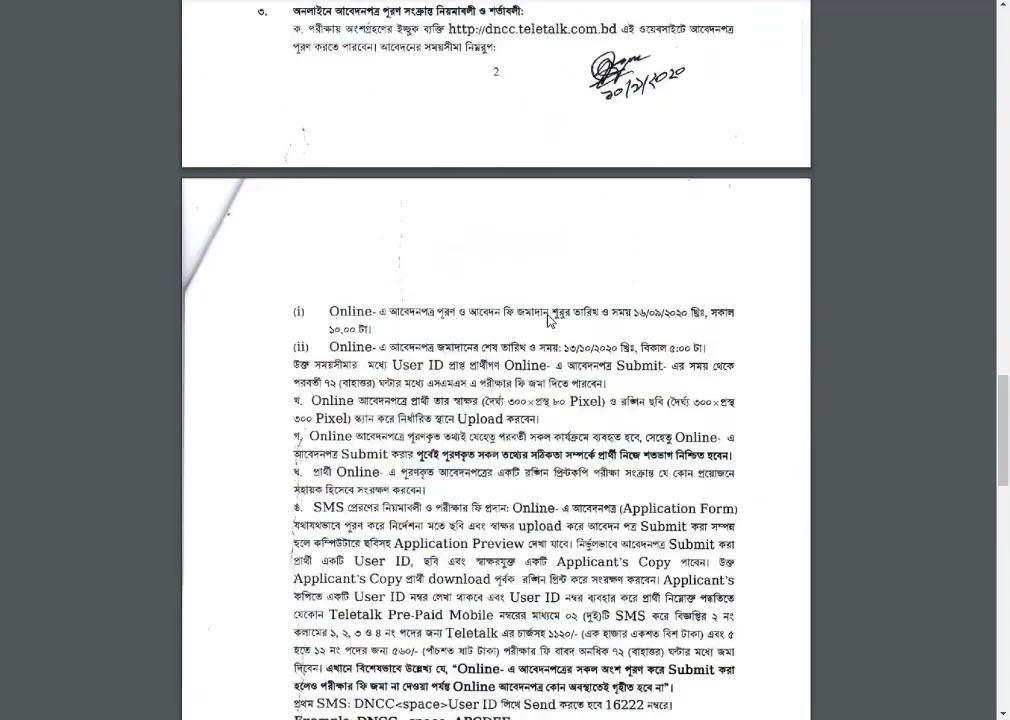 ৩. অনলাইনে আবেদনপত্র পূরণ সংক্রান্ত নিয়মাবলী ও শর্তাবলী:
ক. পরীক্ষায় অংশগ্রহণের ইচ্ছুক ব্যক্তি http://dncc.teletalk.com.bd এই ওয়েবসাইটে আবেদনপত্র
পূরণ করতে পারবেন। আবেদনের সময়সীমা নিম্নরূপ:
2
(i) Online- এ আবেদনপত্র পূরণ ও আবেদন ফি জমাদান শুরুর তারিখ ও সময় ১৬/০৯/২০২০ খ্রিঃ, সকাল
১০.০০ টা।
(ii) Online- এ আবেদনপত্র জমাদানের শেষ তারিখ ও সময়: ১৩/১০/২০২০ খ্রিঃ, বিকাল ৫:০০ টা।
উক্ত সময়সীমার মধ্যে User ID প্রাপ্ত প্রার্থীগণ Online- এ আবেদনপত্র Submit- এর সময় থেকে
পরবর্তী ৭২ (বাহাত্তর) ঘন্টার মধ্যে এসএমএস এ পরীক্ষার ফি জমা দিতে পারবেন।
খ. Online আবেদনপত্রে প্রার্থী তার স্বাক্ষর (দৈর্ঘ্য ৩০০×প্রস্থ ৮০ Pixel) ও রঙ্গিন ছবি (দৈর্ঘ্য ৩০০×প্রস্থ
৩০০ Pixel) স্ক্যান করে নির্ধারিত স্থানে Upload করবেন।
গ. Online আবেদনপত্রে পূরণকৃত তথ্যই যেহেতু পরবর্তী সকল কার্যক্রমে ব্যবহৃত হবে, সেহেতু Online- এ
আবেদনপত্র Submit করার পূর্বেই পূরণকৃত সকল তথ্যের সঠিকতা সম্পর্কে প্রার্থী নিজে শতভাগ নিশ্চিত হবেন।
ঘ. প্রার্থী Online- এ পূরণকৃত আবেদনপত্রের একটি রঙ্গিন প্রিন্টকপি পরীক্ষা সংক্রান্ত যে কোন প্রয়োজনে
সহায়ক হিসেবে সংরক্ষণ করবেন।
ঙ. SMS প্রেরণের নিয়মাবলী ও পরীক্ষার ফি প্রদান: Online- এ আবেদনপত্র (Application Form)
যথাযথভাবে পূরণ করে নির্দেশনা মতে ছবি এবং স্বাক্ষর upload করে আবেদন পত্র Submit করা সম্পন্ন
হলে কম্পিউটারে ছবিসহ Application Preview দেখা যাবে। নির্ভুলভাবে আবেদনপত্র Submit করা
প্রার্থী একটি User ID, ছবি এবং স্বাক্ষরযুক্ত একটি Applicant's Copy পাবেন। উক্ত
Applicant's Copy প্রার্থী download পূর্বক রঙ্গিন প্রিন্ট করে সংরক্ষণ করবেন। Applicant's
কপিতে একটি User ID নম্বর লেখা থাকবে এবং User ID নম্বর ব্যবহার করে প্রার্থী নিম্নোক্ত পদ্ধতিতে
যেকোন Teletalk Pre-Paid Mobile নম্বরের মাধ্যমে ০২ (দুই)টি SMS করে বিজ্ঞপ্তির ২ নং
কলামের ১, ২, ৩ ও ৪ নং পদের জন্য Teletalk এর চার্জসহ ১১২০/- (এক হাজার একশত বিশ টাকা) এবং ৫
হতে ১২ নং পদের জন্য ৫৬০/- (পাঁচশত ষাট টাকা) পরীক্ষার ফি বাবদ অনধিক ৭২ (বাহাত্তর) ঘন্টার মধ্যে জমা
দিবেন। এখানে বিশেষভাবে উল্লেখ্য যে, “Online- এ আবেদনপত্রের সকল অংশ পূরণ করে Submit করা
হলেও পরীক্ষার ফি জমা না দেওয়া পর্যন্ত Online আবেদনপত্র কোন অবস্থাতেই গৃহীত হবে না”।
প্রথম SMS: DNCC<space>User ID লিখে Send করতে হবে 16222 নম্বরে।